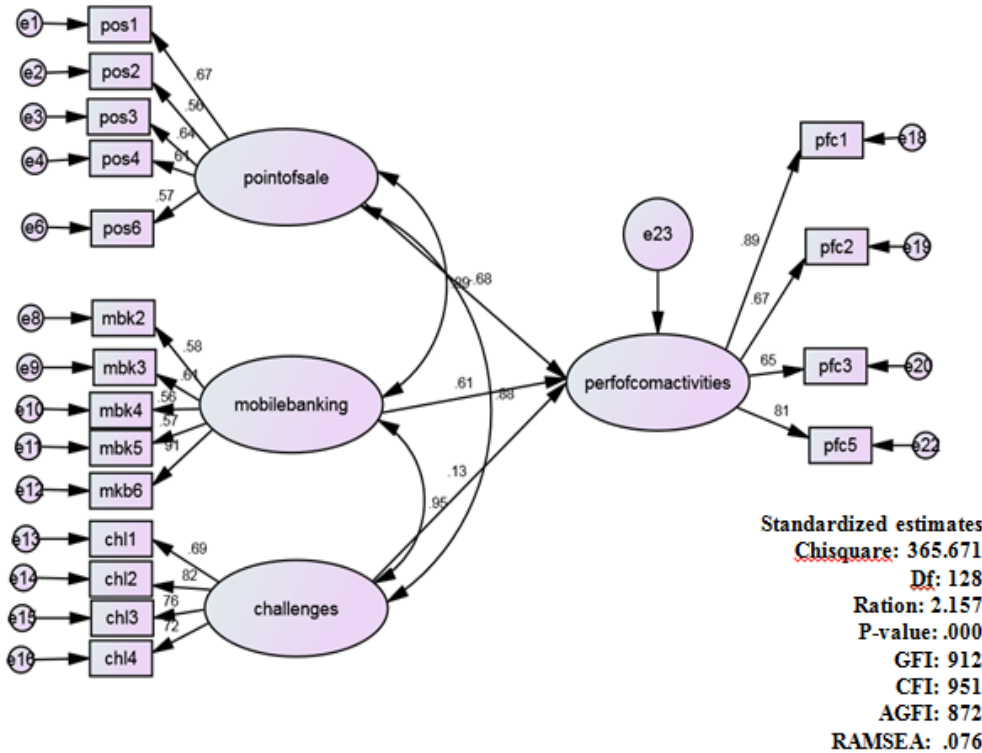 e1
pos1
.67
e2
pos2
.56
e3
pos3
.64
e4
pos4
.61
e6
pos6
.57
pointofsale
e8
mbk2
.58
e9
mbk3
.61
e10
mbk4
.56
e11
mbk5
.57
e12
mkb6
.91
mobilebanking
e13
chl1
.69
e14
chl2
82
e15
chl3
76
e16
chl4
72
challenges
.68
.61
.88
.13
.95
e23
perfofcomactivities
.89
pfc1
e18
.67
pfc2
e19
65
pfc3
e20
81
pfc5
e22
Standardized estimates
Chisquare: 365.671
Df: 128
Ration: 2.157
P-value: .000
GFI: 912
CFI: 951
AGFI: 872
RAMSEA: .076